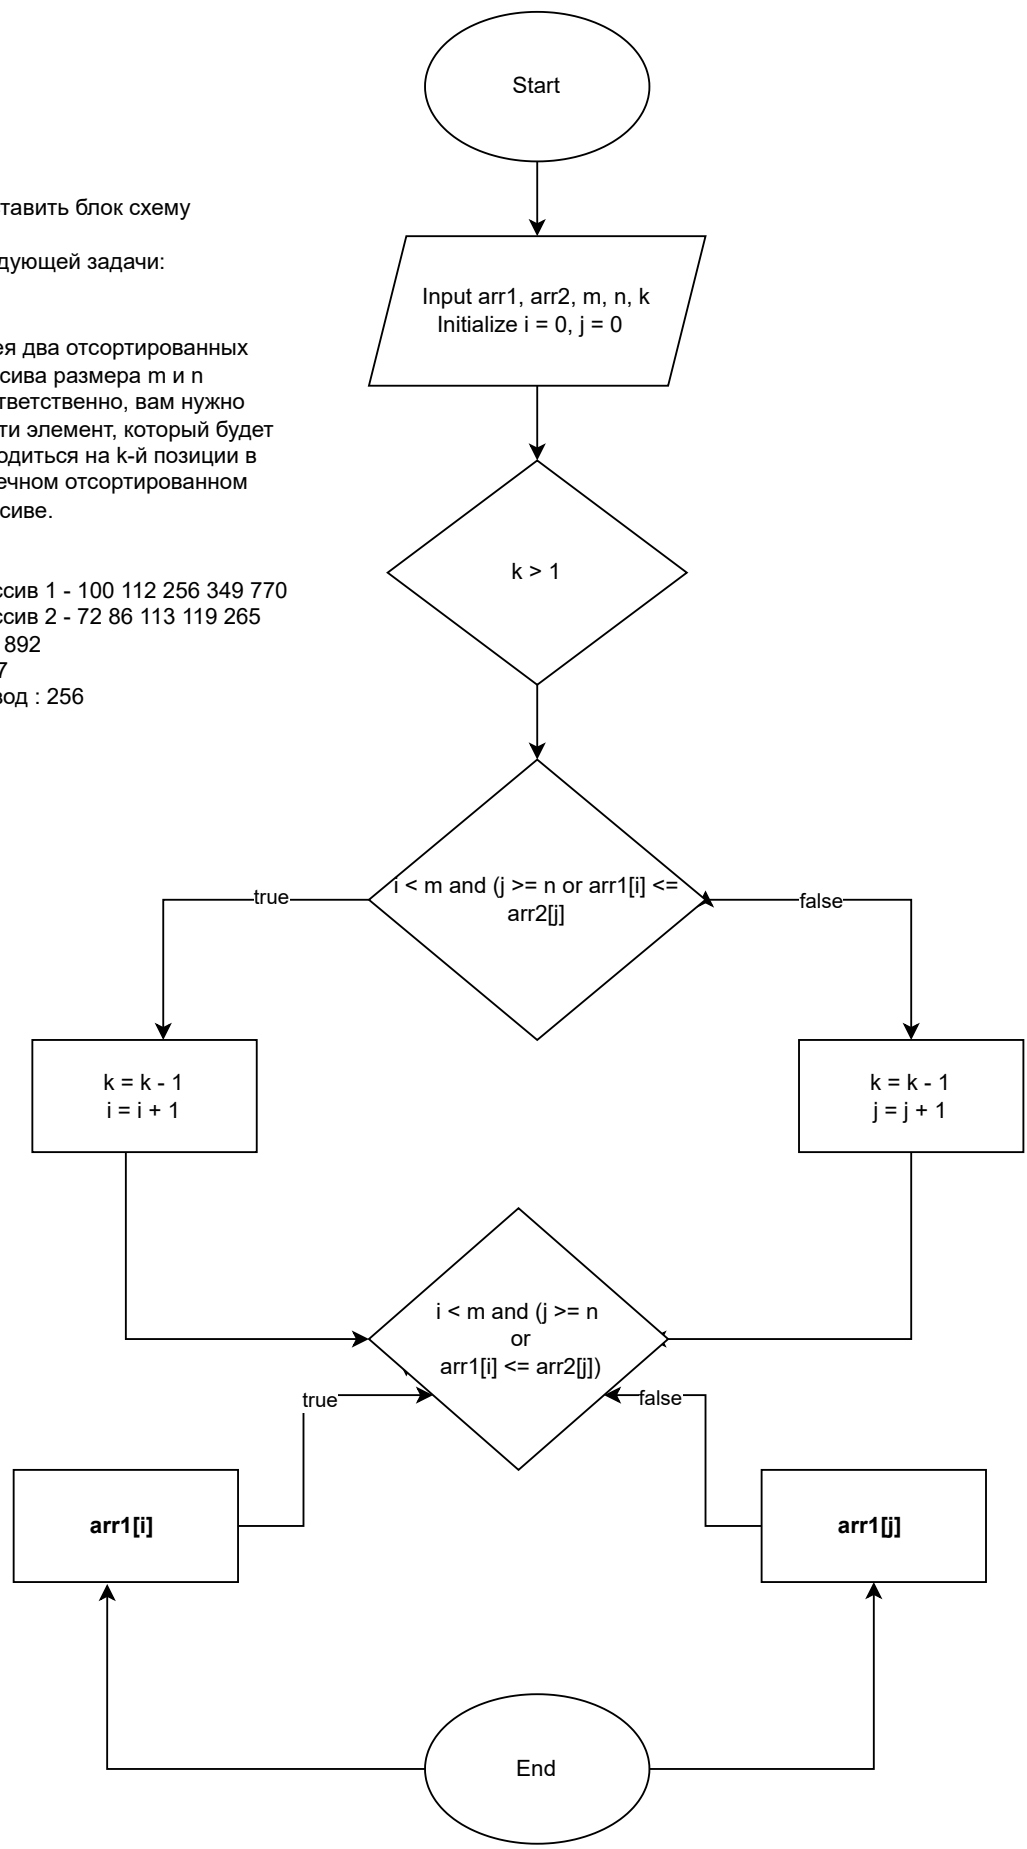 Start
тавить блок схему
дующей задачи:
ея два отсортированных
сива размера m и n
тветственно, вам нужно
ти элемент, который будет
одиться на k-й позиции в
ечном отсортированном
сиве.
ссив 1 - 100 112 256 349 770
ссив 2 - 72 86 113 119 265
892
7
вод : 256
Input arr1, arr2, m, n, k
Initialize i = 0, j = 0
k > 1
i < m and (j >= n or arr1[i] <=
arr2[j]
true
false
k = k - 1
i = i + 1
k = k - 1
j = j + 1
i < m and (j >= n
or
arr1[i] <= arr2[j])
true
false
arr1[i]
arr1[j]
End